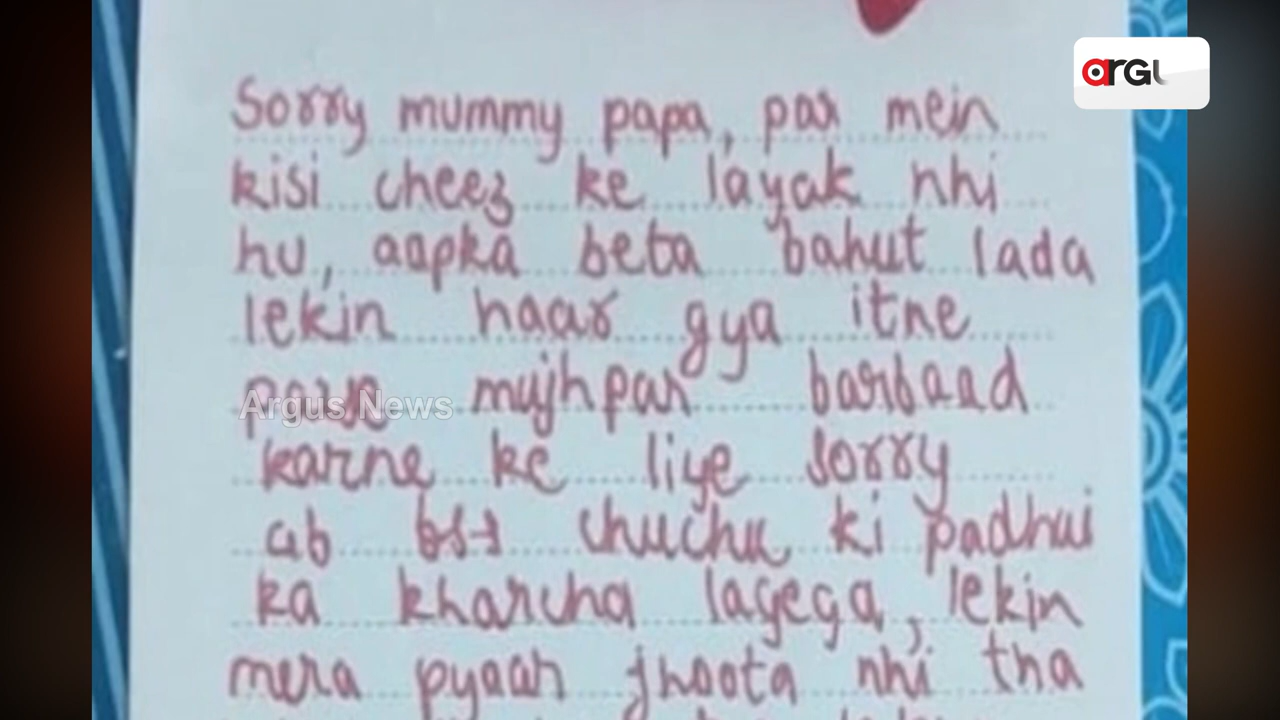 arGu
Sorry mummy papa, par mein
kisi cheez ke layak nhi
hu, aapka beta bahut lada
lekin haar gya itne
mujhpar barbaad
Argus News
karne ke liye sorry
ab bss chuchu ki padhai
ka kharcha lagega, lekin
mera pyaar jhoota nhi tha